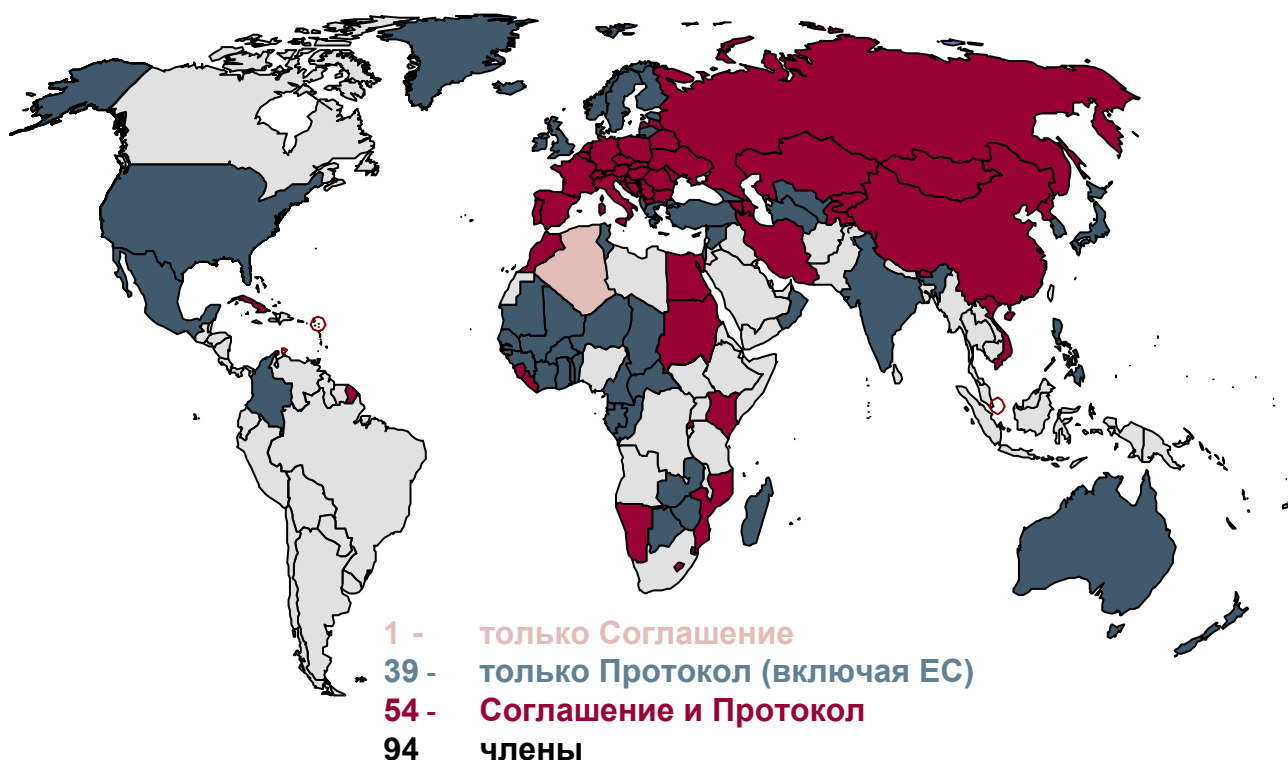 1 - только Соглашение
39 - только Протокол (включая ЕС)
54 - Соглашение и Протокол
94 члены